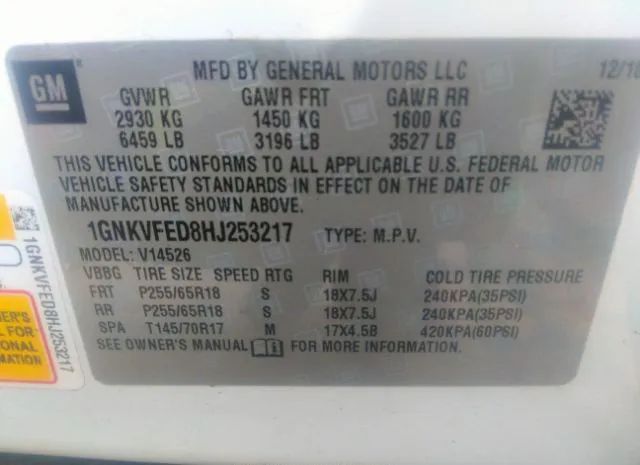 GM
MFD BY GENERAL MOTORS LLC 12/16
GVWR GAWR FRT GAWR RR
2930 KG 1450 KG 1600 KG
6459 LB 3196 LB 3527 LB
THIS VEHICLE CONFORMS TO ALL APPLICABLE U.S. FEDERAL MOTOR
VEHICLE SAFETY STANDARDS IN EFFECT ON THE DATE OF
MANUFACTURE SHOWN ABOVE.
1GNKVFED8HJ253217 TYPE: M.P.V.
MODEL: V14526
VBBG TIRE SIZE SPEED RTG RIM COLD TIRE PRESSURE
FRT P255/65R18 S 18X7.5J 240KPA(35PSI)
RR P255/65R18 S 18X7.5J 240KPA(35PSI)
SPA T145/70R17 M 17X4.5B 420KPA(60PSI)
SEE OWNER'S MANUAL FOR MORE INFORMATION.
1GNKVFED8HJ253217
ER'S
L FOR
ONAL
MATION